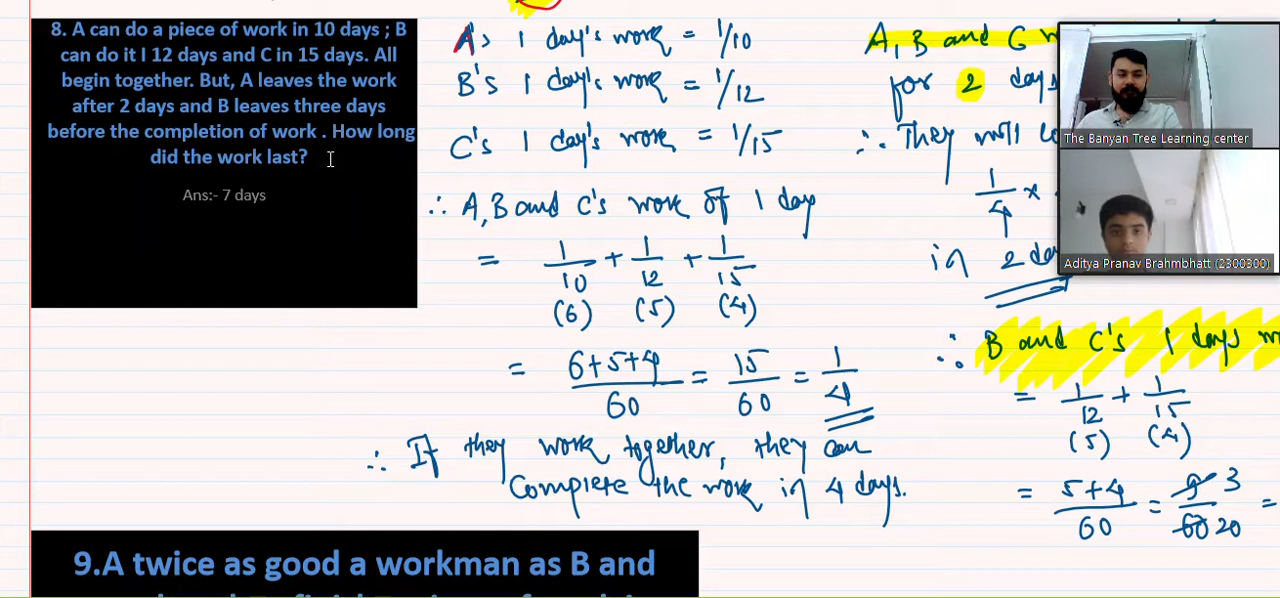 8. A can do a piece of work in 10 days ; B
can do it I 12 days and C in 15 days. All
begin together. But, A leaves the work
after 2 days and B leaves three days
before the completion of work . How long
did the work last?
Ans:- 7 days
A's 1 day's work = 1/10
B's 1 day's work = 1/12
C's 1 day's work = 1/15
∴ A, B and C's work of 1 day
= 1/10 + 1/12 + 1/15
(6) (5) (4)
= 6+5+4/60 = 15/60 = 1/4
∴ If they work together, they can
Complete the work in 4 days.
A, B and C
for 2 days
∴ They will
1/4 ×
in 2 da
∴ B and C's 1 days
= 1/12 + 1/15
(5) (4)
= 5+4/60 = 9/60 3/20 =
The Banyan Tree Learning center
Aditya Pranav Brahmbhatt (2300300)
9.A twice as good a workman as B and